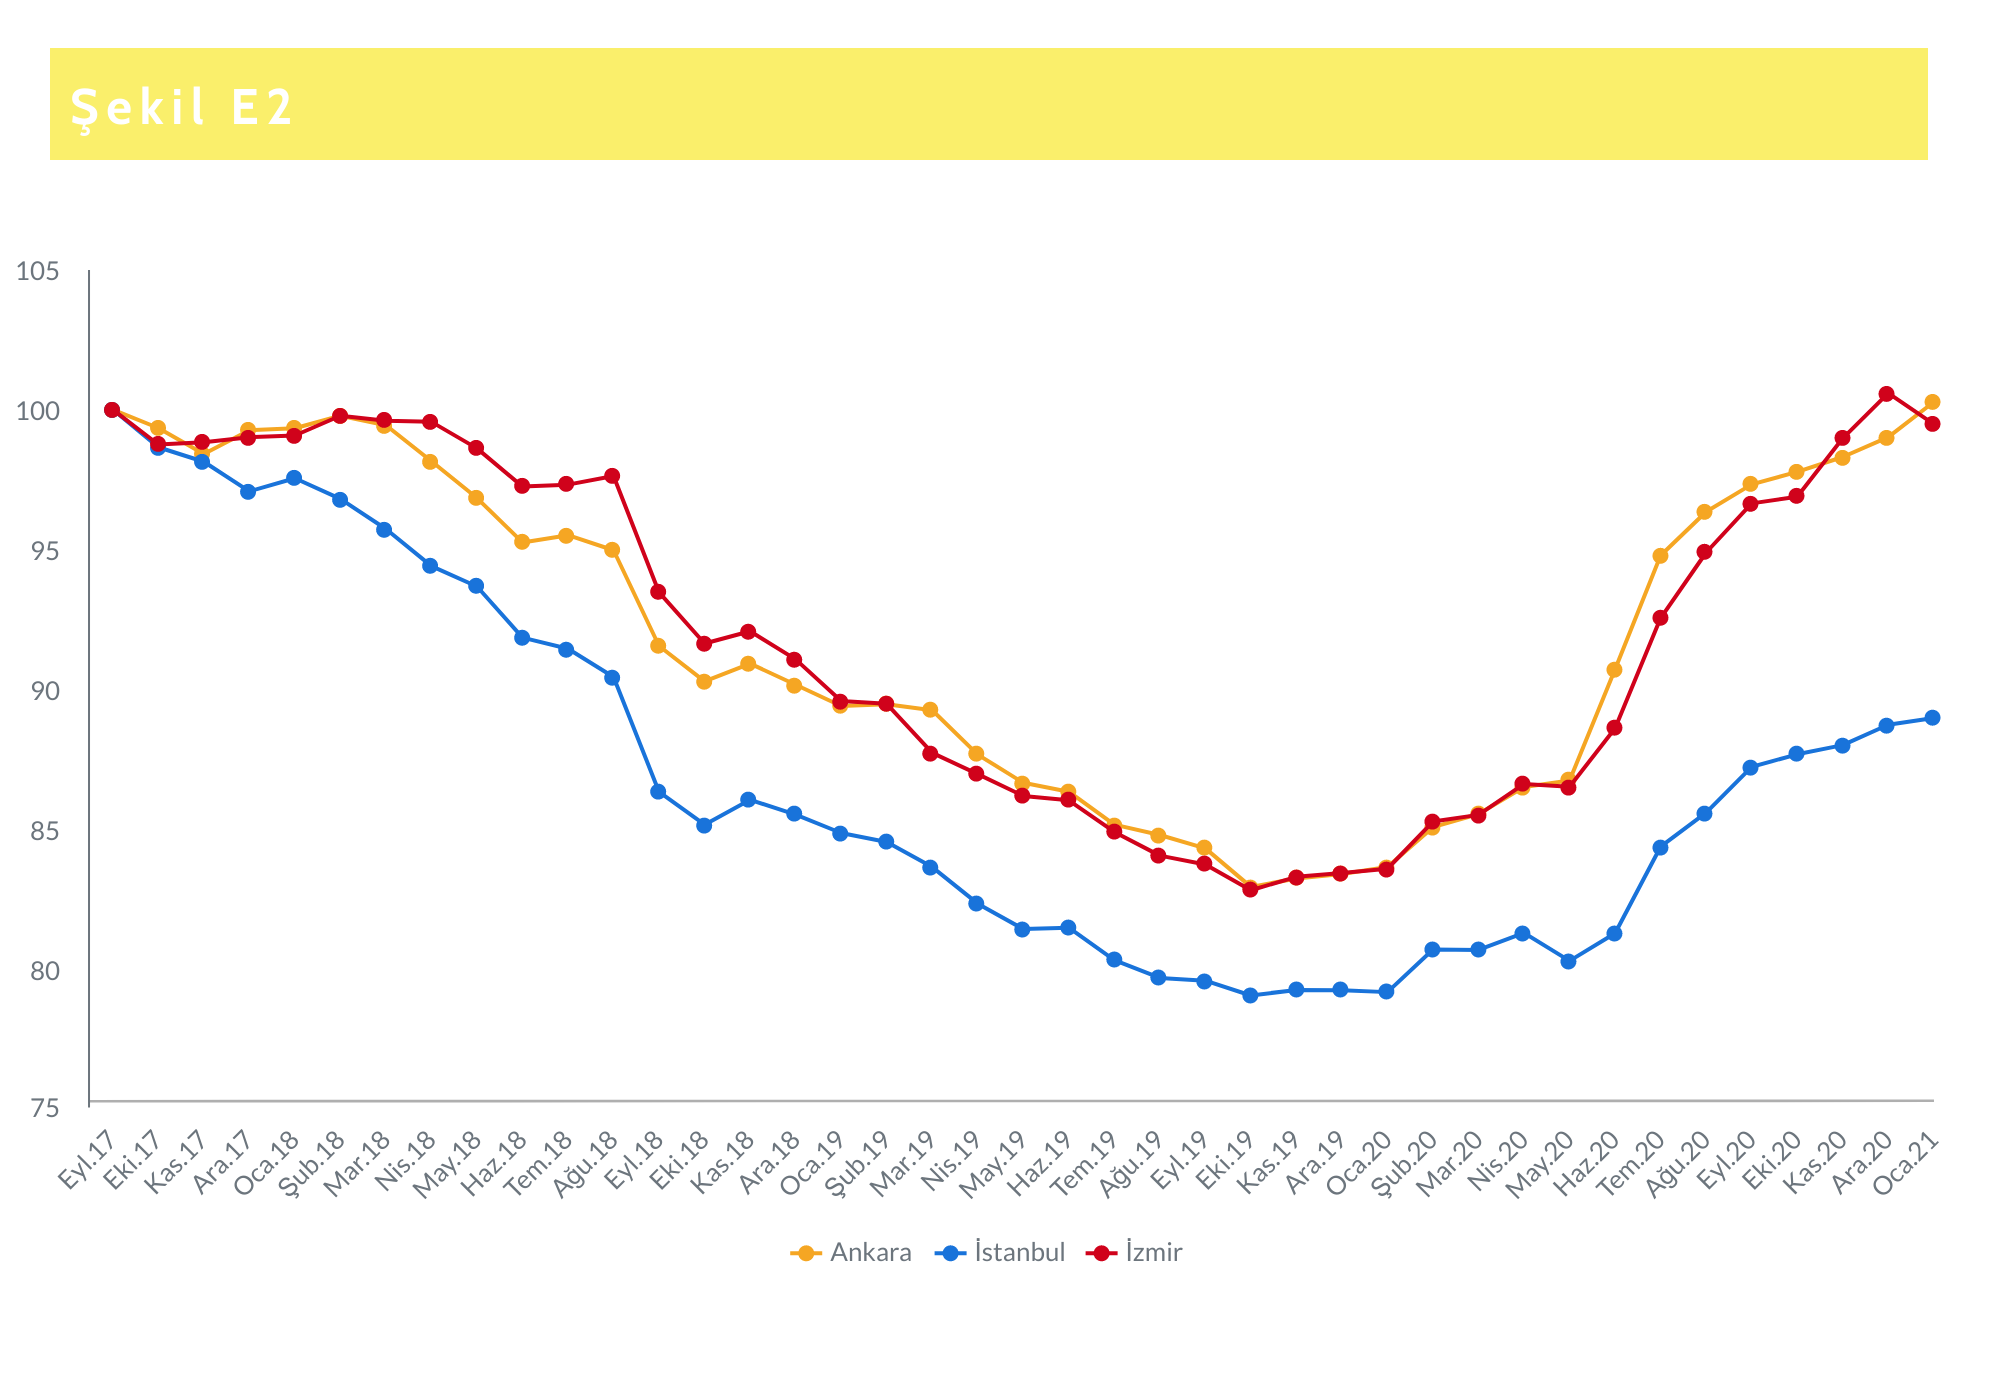 Şekil E2
105
100
95
90
85
80
75
Eyl.17
Eki.17
Kas.17
Ara.17
Oca.18
Şub.18
Mar.18
Nis.18
May.18
Haz.18
Tem.18
Ağu.18
Eyl.18
Eki.18
Kas.18
Ara.18
Oca.19
Şub.19
Mar.19
Nis.19
May.19
Haz.19
Tem.19
Ağu.19
Eyl.19
Eki.19
Kas.19
Ara.19
Oca.20
Şub.20
Mar.20
Nis.20
May.20
Haz.20
Tem.20
Ağu.20
Eyl.20
Eki.20
Kas.20
Ara.20
Oca.21
Ankara İstanbul İzmir